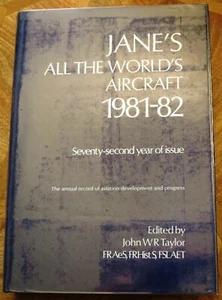 JANE'S
ALL THE WORLD'S
AIRCRAFT
1981-82
Seventy-second year of issue
The annual record of aviation development and progress
Edited by
John W R Taylor
FRAeS, FRHistS, FSLAET